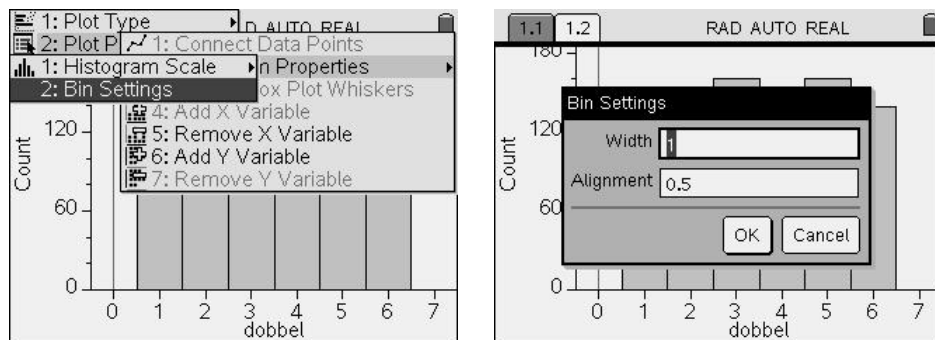 1: Plot Type
D AUTO REAL
2: Plot P
1: Connect Data Points
1: Histogram Scale
n Properties
2: Bin Settings
ox Plot Whiskers
4: Add X Variable
5: Remove X Variable
6: Add Y Variable
7: Remove Y Variable
Count
120
60
0
0 1 2 3 4 5 6 7
dobbel
1.1 1.2 RAD AUTO REAL
180
Bin Settings
Width 1
Alignment 0.5
OK Cancel
Count
120
60
0
0 1 2 3 4 5 6 7
dobbel